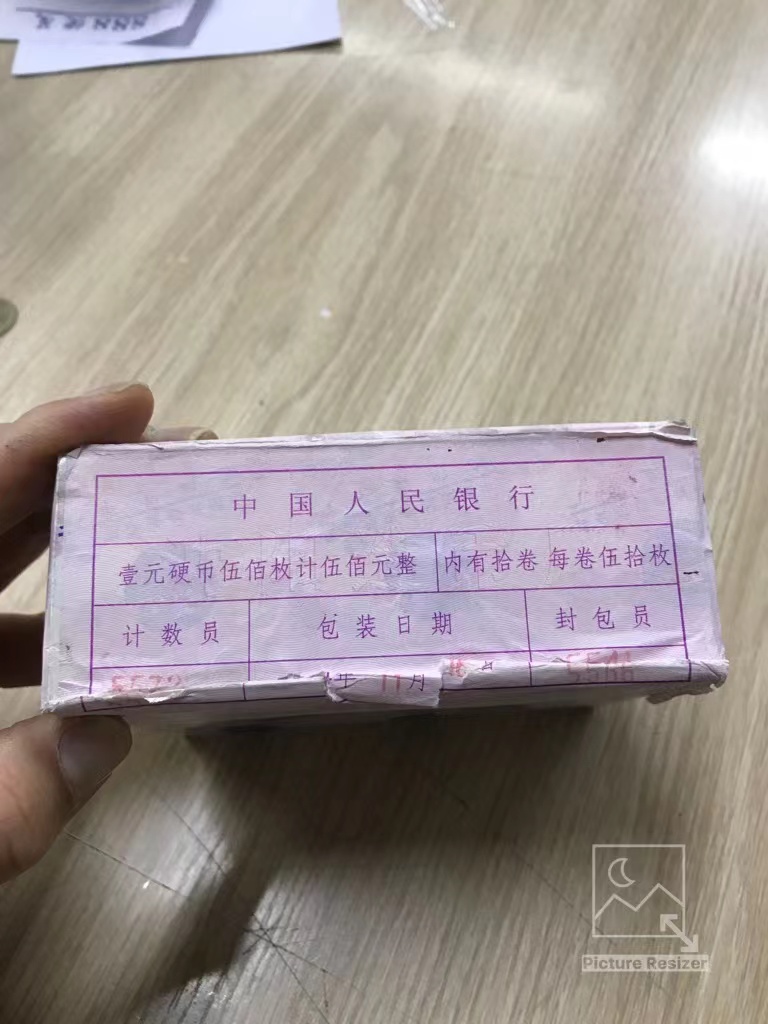 中国人民银行
壹元硬币伍佰枚计伍佰元整 内有拾卷 每卷伍拾枚
计数员 包装日期 封包员
年 11月
Picture Resizer